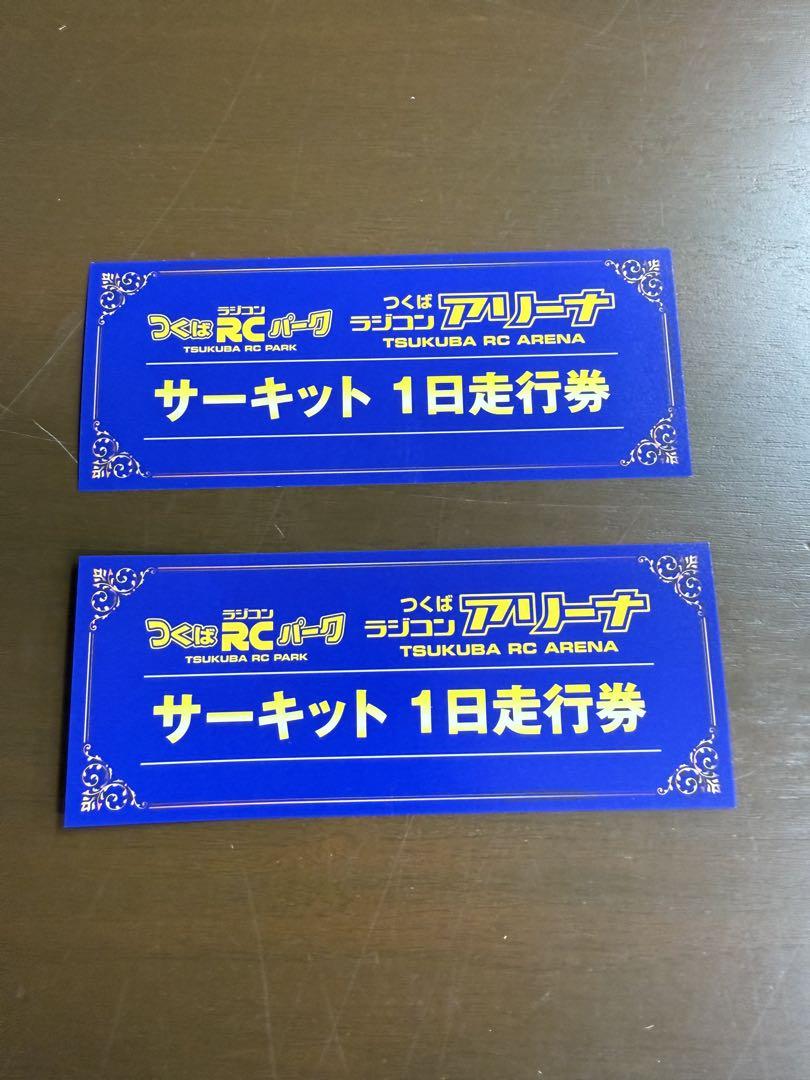 ラジコン
つくばRCパーク
TSUKUBA RC PARK
つくば
ラジコン アリーナ
TSUKUBA RC ARENA
サーキット 1日走行券
ラジコン
つくばRCパーク
TSUKUBA RC PARK
つくば
ラジコン アリーナ
TSUKUBA RC ARENA
サーキット 1日走行券